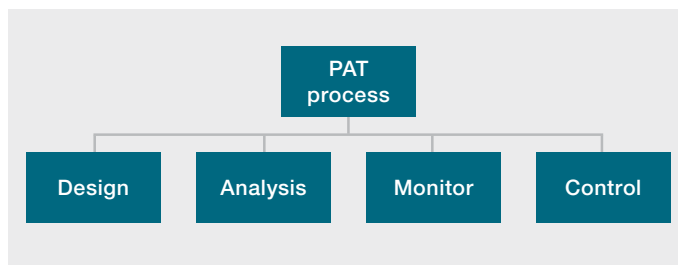 PAT
process
Design
Analysis
Monitor
Control